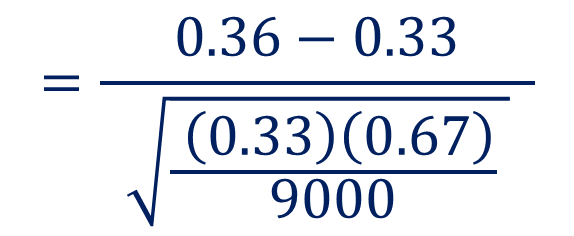 = 0.36 − 0.33
√ (0.33)(0.67)
9000